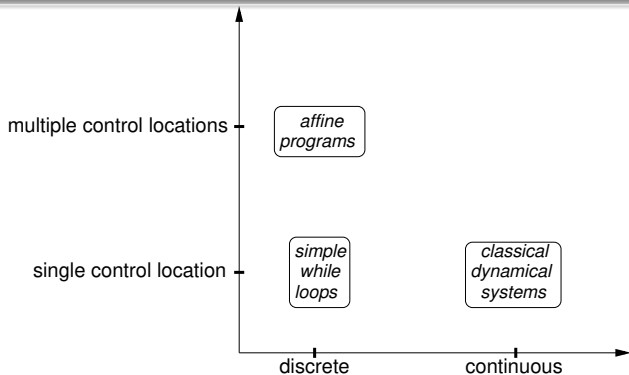 multiple control locations
affine
programs
single control location
simple
while
loops
classical
dynamical
systems
discrete
continuous